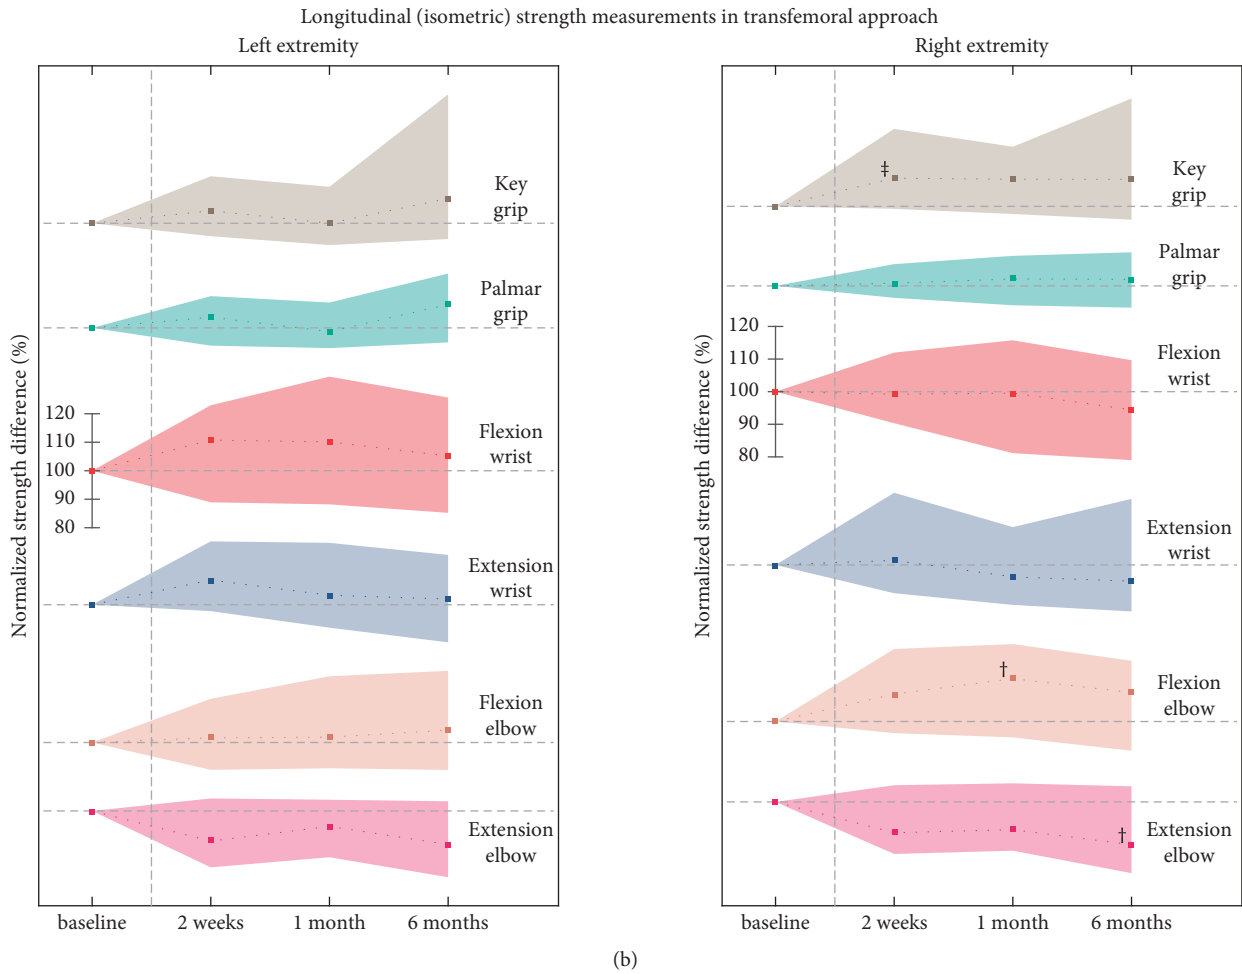 Longitudinal (isometric) strength measurements in transfemoral approach
Left extremity
Normalized strength difference (%)
Key
grip
Palmar
grip
120
110
100
90
80
Flexion
wrist
Extension
wrist
Flexion
elbow
Extension
elbow
baseline
2 weeks
1 month
6 months
Right extremity
Normalized strength difference (%)
‡
Key
grip
Palmar
grip
120
110
100
90
80
Flexion
wrist
Extension
wrist
†
Flexion
elbow
†
Extension
elbow
baseline
2 weeks
1 month
6 months
(b)